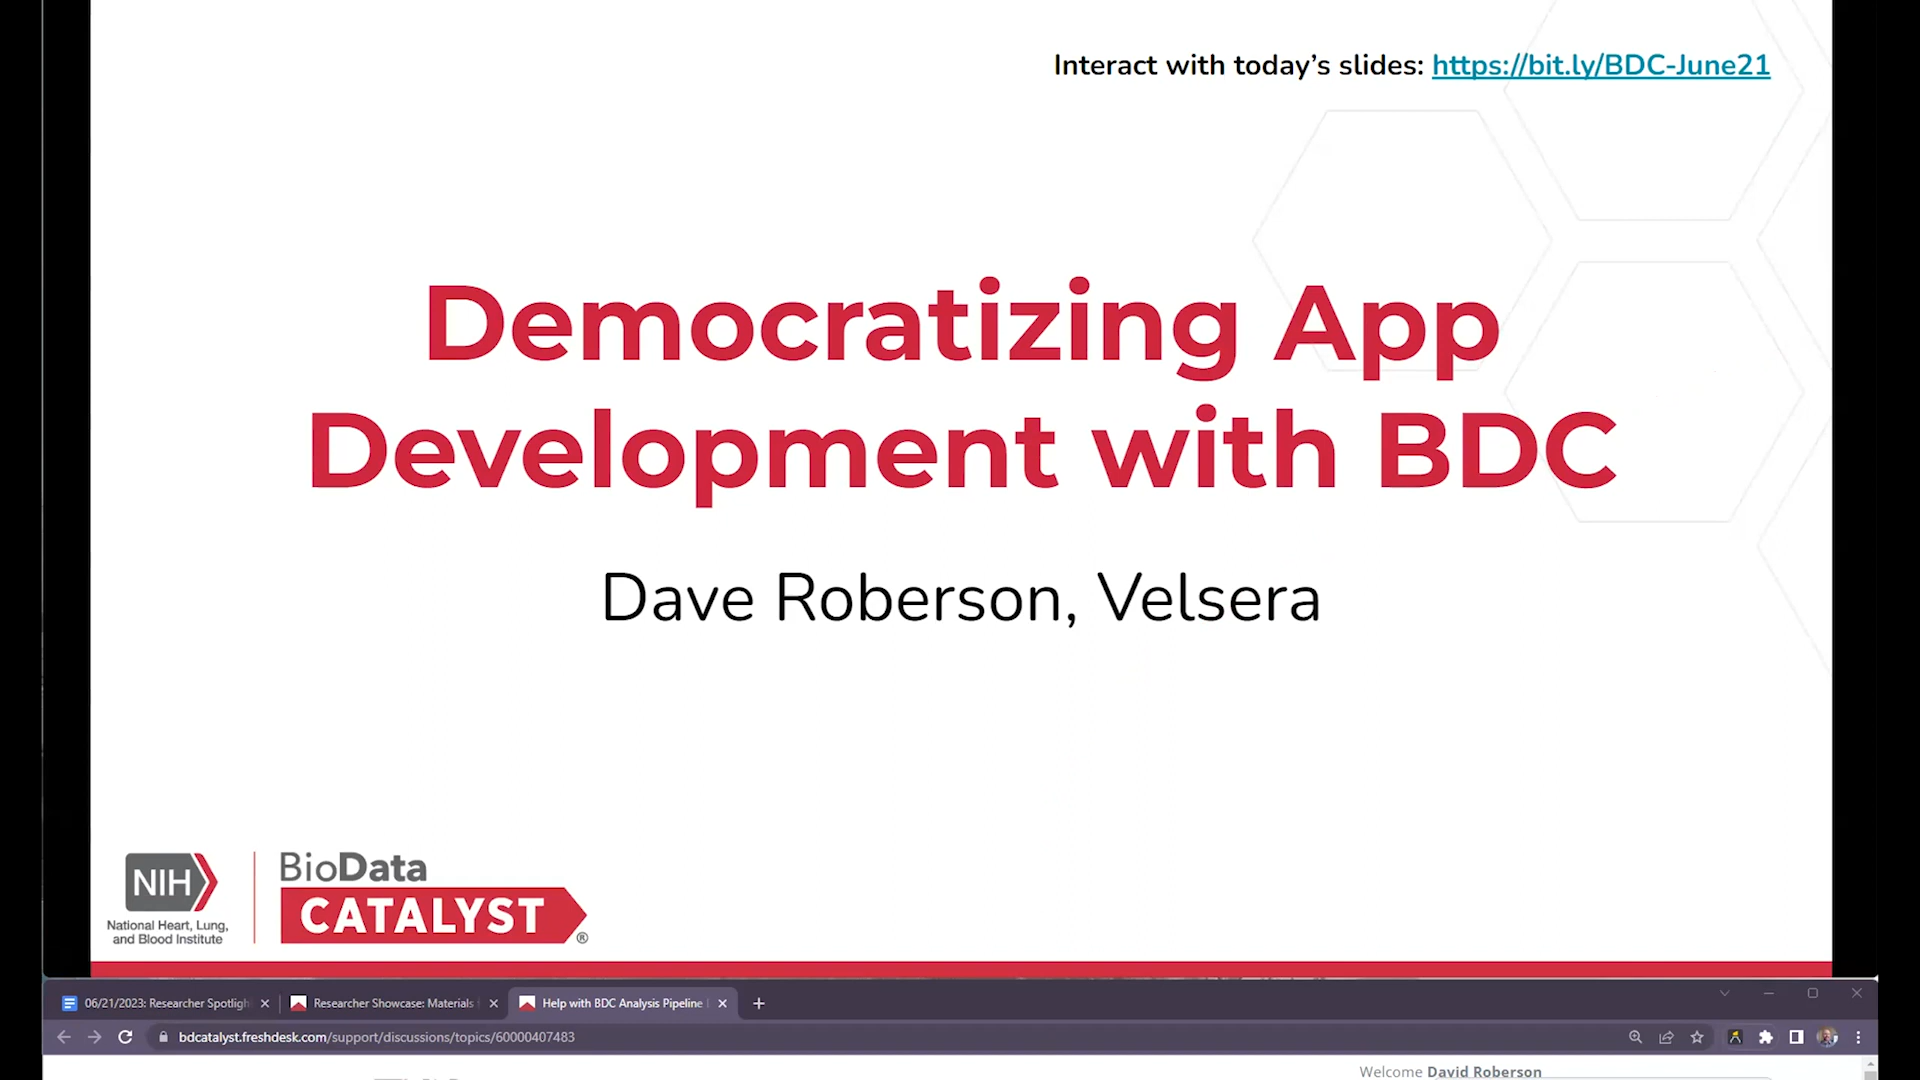 Interact with today's slides: https://bit.ly/BDC-June21
Democratizing App
Development with BDC
Dave Roberson, Velsera
NIH
National Heart, Lung,
and Blood Institute
BioData
CATALYST®
06/21/2023: Researcher Spotligh
Researcher Showcase: Materials
Help with BDC Analysis Pipeline
bdcatalyst.freshdesk.com/support/discussions/topics/60000407483
Welcome David Roberson